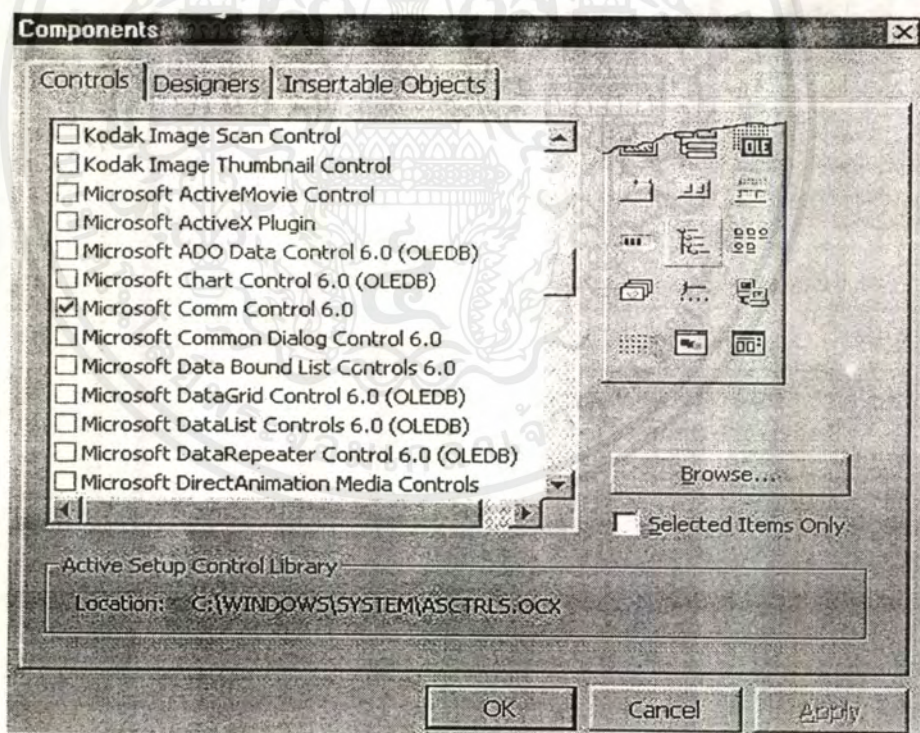 Components
Controls Designers Insertable Objects
Kodak Image Scan Control
Kodak Image Thumbnail Control
Microsoft ActiveMovie Control
Microsoft ActiveX Plugin
Microsoft ADO Data Control 6.0 (OLEDB)
Microsoft Chart Control 6.0 (OLEDB)
Microsoft Comm Control 6.0
Microsoft Common Dialog Control 6.0
Microsoft Data Bound List Controls 6.0
Microsoft DataGrid Control 6.0 (OLEDB)
Microsoft DataList Controls 6.0 (OLEDB)
Microsoft DataRepeater Control 6.0 (OLEDB)
Microsoft DirectAnimation Media Controls
OLE
Browse...
Selected Items Only
Active Setup Control Library
Location: C:\WINDOWS\SYSTEM\ASCTRLS.OCX
OK Cancel Apply